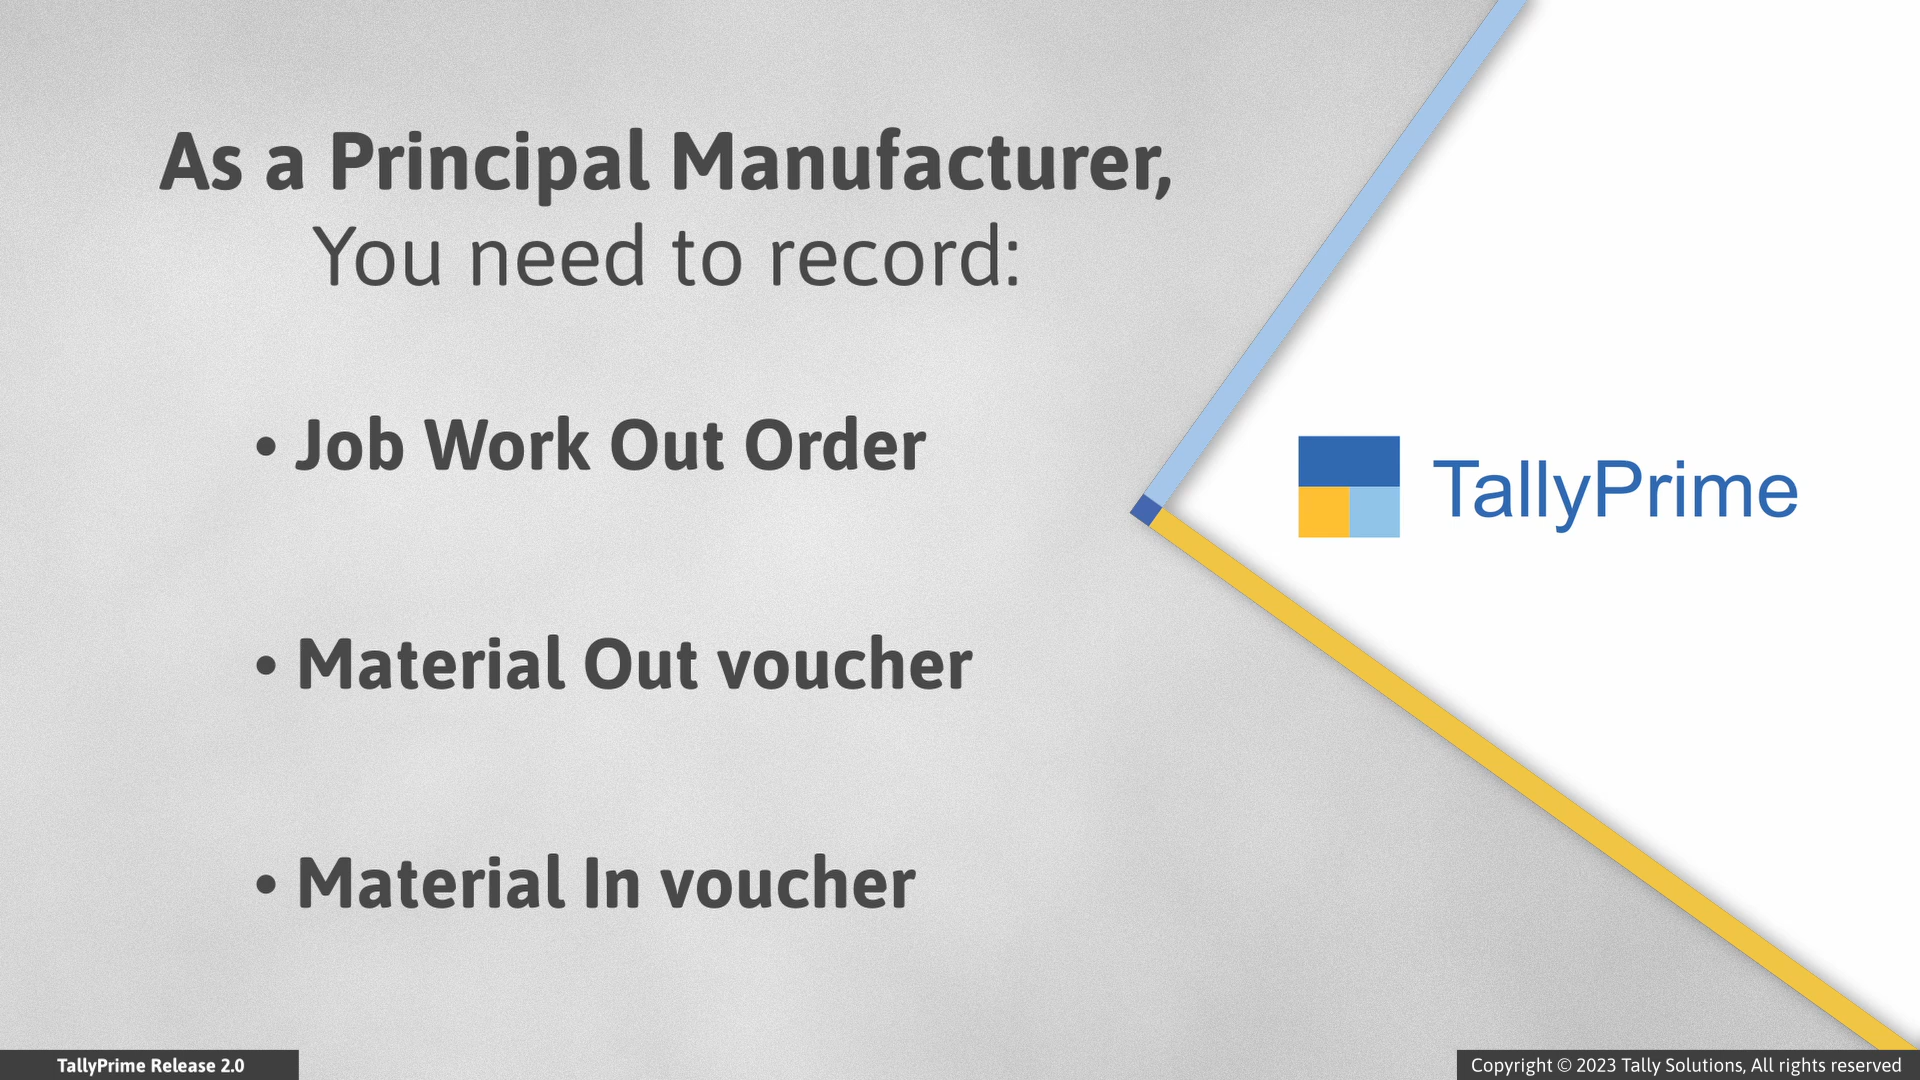 As a Principal Manufacturer,
You need to record:
• Job Work Out Order
• Material Out voucher
• Material In voucher
TallyPrime
TallyPrime Release 2.0
Copyright © 2023 Tally Solutions, All rights reserved